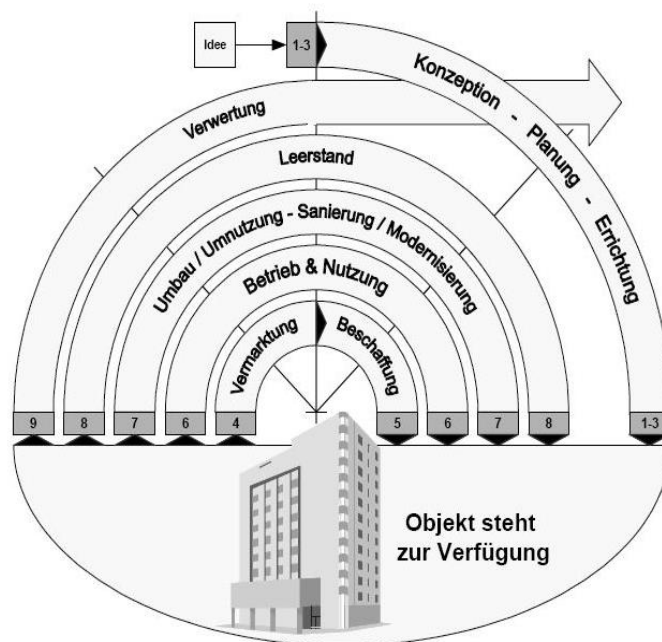 Idee
1-3
Konzeption - Planung - Errichtung
Verwertung
Leerstand
Umbau / Umnutzung - Sanierung / Modernisierung
Betrieb & Nutzung
Vermarktung
Beschaffung
9
8
7
6
4
5
6
7
8
1-3
Objekt steht
zur Verfügung